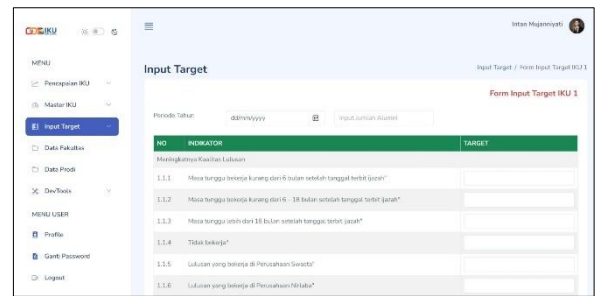 IKU
Intan Mujanniyati
MENU
Pencapaian IKU
Master IKU
Input Target
Data Fakultas
Data Prodi
DevTools
MENU USER
Profile
Ganti Password
Logout
Input Target
Input Target / Form Input Target IKU 1
Form Input Target IKU 1
Periode Tahun
dd/mm/yyyy
Input Jumlah Alumni
NO INDIKATOR TARGET
Meningkatnya Kualitas Lulusan
1.1.1 Masa tunggu bekerja kurang dari 6 bulan setelah tanggal terbit ijazah*
1.1.2 Masa tunggu bekerja kurang dari 6 - 18 bulan setelah tanggal terbit ijazah*
1.1.3 Masa tunggu lebih dari 18 bulan setelah tanggal terbit ijazah*
1.1.4 Tidak bekerja*
1.1.5 Lulusan yang bekerja di Perusahaan Swasta*
1.1.6 Lulusan yang bekerja di Perusahaan Nirlaba*